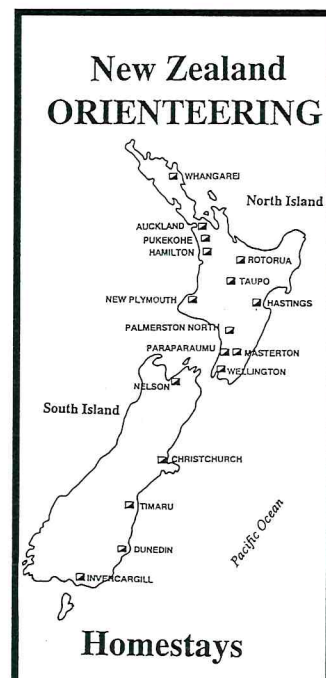 New Zealand
ORIENTEERING
WHANGAREI
North Island
AUCKLAND
PUKEKOHE
HAMILTON
ROTORUA
TAUPO
NEW PLYMOUTH
HASTINGS
PALMERSTON NORTH
PARAPARAUMU
MASTERTON
WELLINGTON
NELSON
South Island
CHRISTCHURCH
TIMARU
Pacific Ocean
DUNEDIN
INVERCARGILL
Homestays